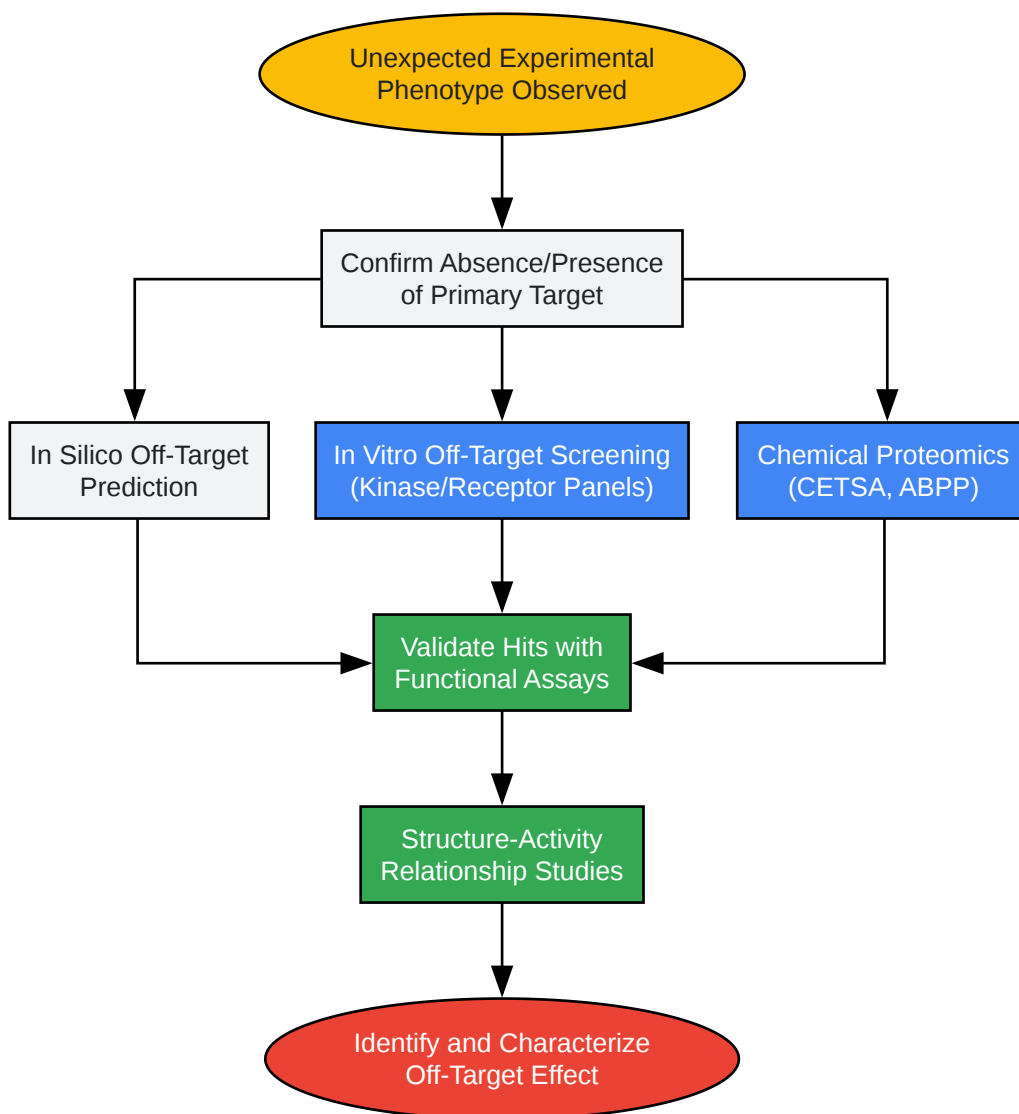 Unexpected Experimental
Phenotype Observed
Confirm Absence/Presence
of Primary Target
In Silico Off-Target
Prediction
In Vitro Off-Target Screening
(Kinase/Receptor Panels)
Chemical Proteomics
(CETSA, ABPP)
Validate Hits with
Functional Assays
Structure-Activity
Relationship Studies
Identify and Characterize
Off-Target Effect